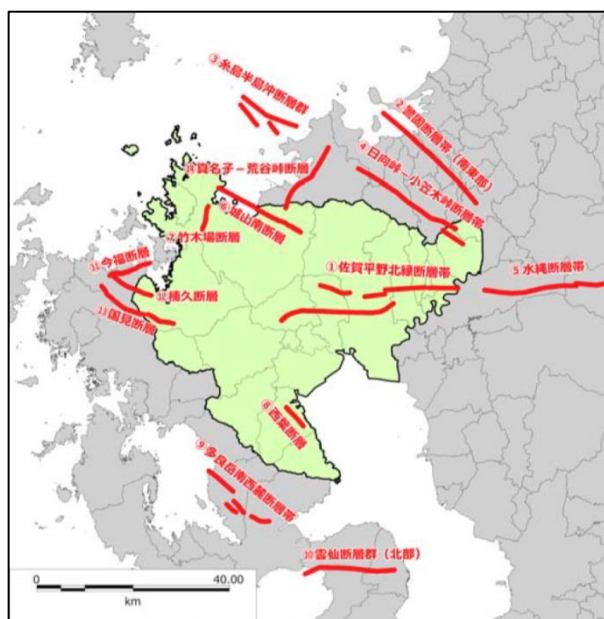 ③糸島半島沖断層群
②警固断層帯（南東部）
④日向峠－小笠木峠断層帯
⑭真名子－荒谷峠断層
⑥城山南断層
⑦竹木場断層
⑪今福断層
①佐賀平野北縁断層帯
⑤水縄断層帯
⑫楠久断層
⑬国見断層
⑧西葉断層
⑨多良岳南西麓断層帯
⑩雲仙断層群（北部）
0
40.00
km